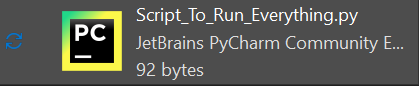 PC
Script_To_Run_Everything.py
JetBrains PyCharm Community E...
92 bytes